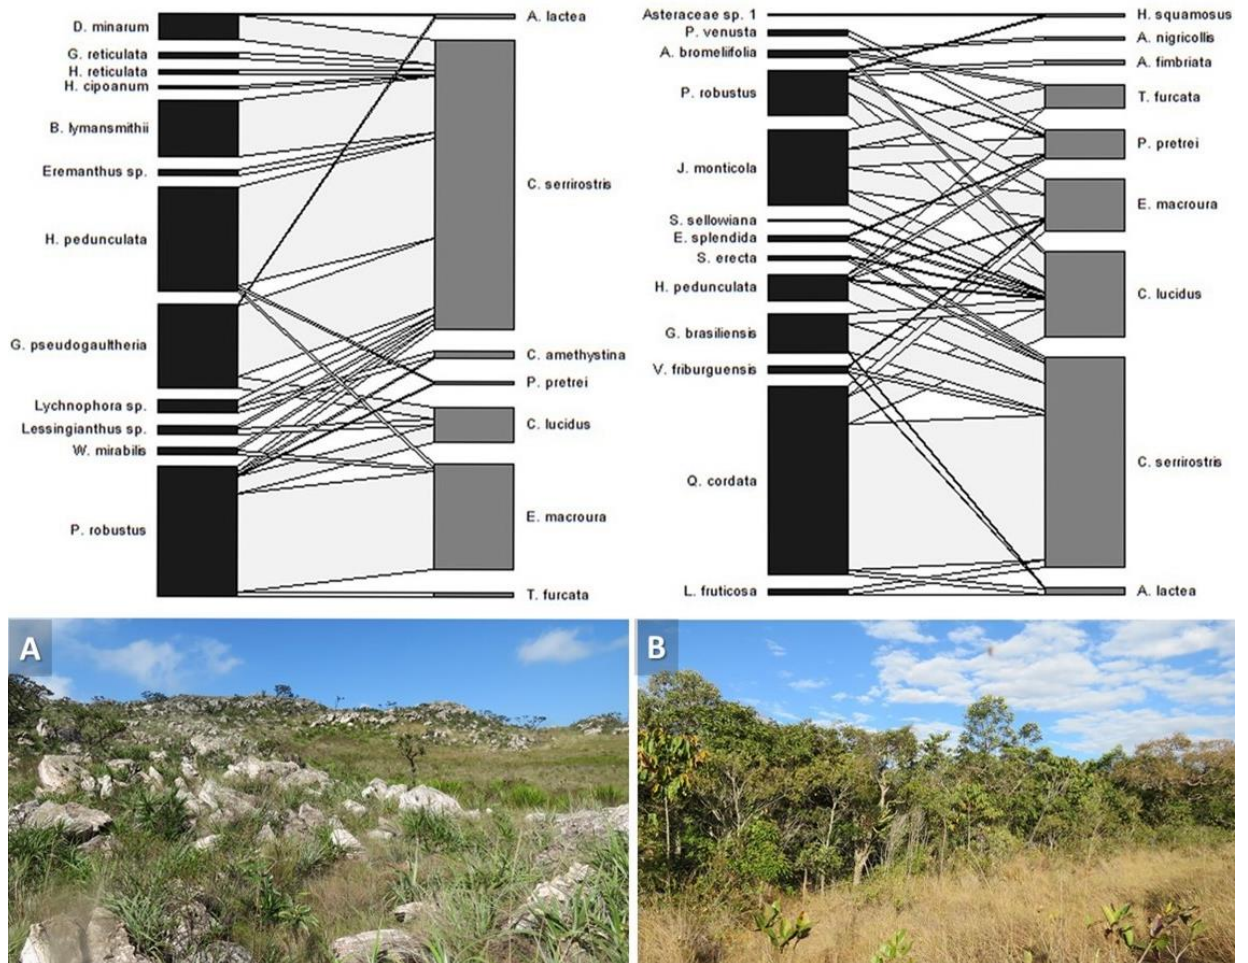 D. minarum
G. reticulata
H. reticulata
H. cipoanum
B. lymansmithii
Eremanthus sp.
H. pedunculata
G. pseudogaultheria
Lychnophora sp.
Lessingianthus sp.
W. mirabilis
P. robustus
A. lactea
C. serrirostris
C. amethystina
P. pretrei
C. lucidus
E. macroura
T. furcata
Asteraceae sp. 1
P. venusta
A. bromeliifolia
P. robustus
J. monticola
S. sellowiana
E. splendida
S. erecta
H. pedunculata
G. brasiliensis
V. friburguensis
Q. cordata
L. fruticosa
H. squamosus
A. nigricollis
A. fimbriata
T. furcata
P. pretrei
E. macroura
C. lucidus
C. serrirostris
A. lactea
A
B